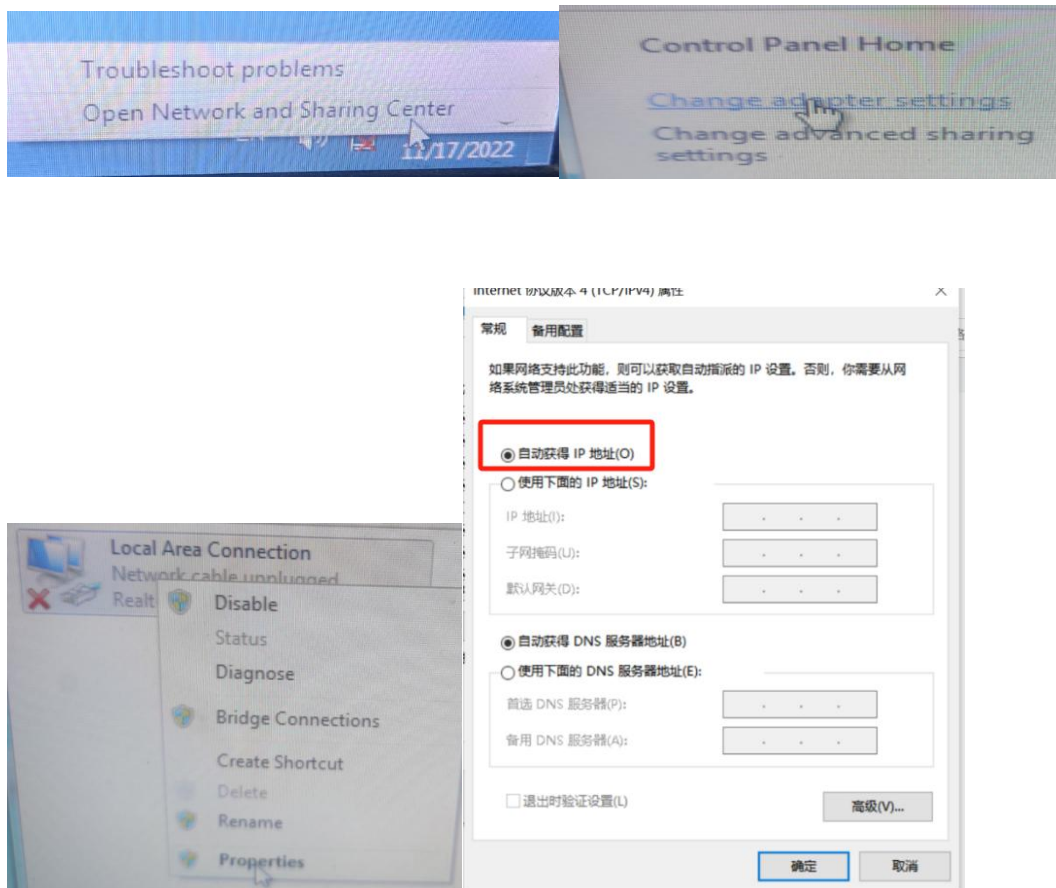 Troubleshoot problems
Open Network and Sharing Center
11/17/2022
Control Panel Home
Change adapter settings
Change advanced sharing
settings
Internet 协议版本 4 (TCP/IPv4) 属性
常规
备用配置
如果网络支持此功能，则可以获取自动指派的 IP 设置。否则，你需要从网
络系统管理员处获得适当的 IP 设置。
自动获得 IP 地址(O)
使用下面的 IP 地址(S):
IP 地址(I):
子网掩码(U):
默认网关(D):
自动获得 DNS 服务器地址(B)
使用下面的 DNS 服务器地址(E):
首选 DNS 服务器(P):
备用 DNS 服务器(A):
退出时验证设置(L)
高级(V)...
确定
取消
Local Area Connection
Network cable unplugged
Realt
Disable
Status
Diagnose
Bridge Connections
Create Shortcut
Delete
Rename
Properties